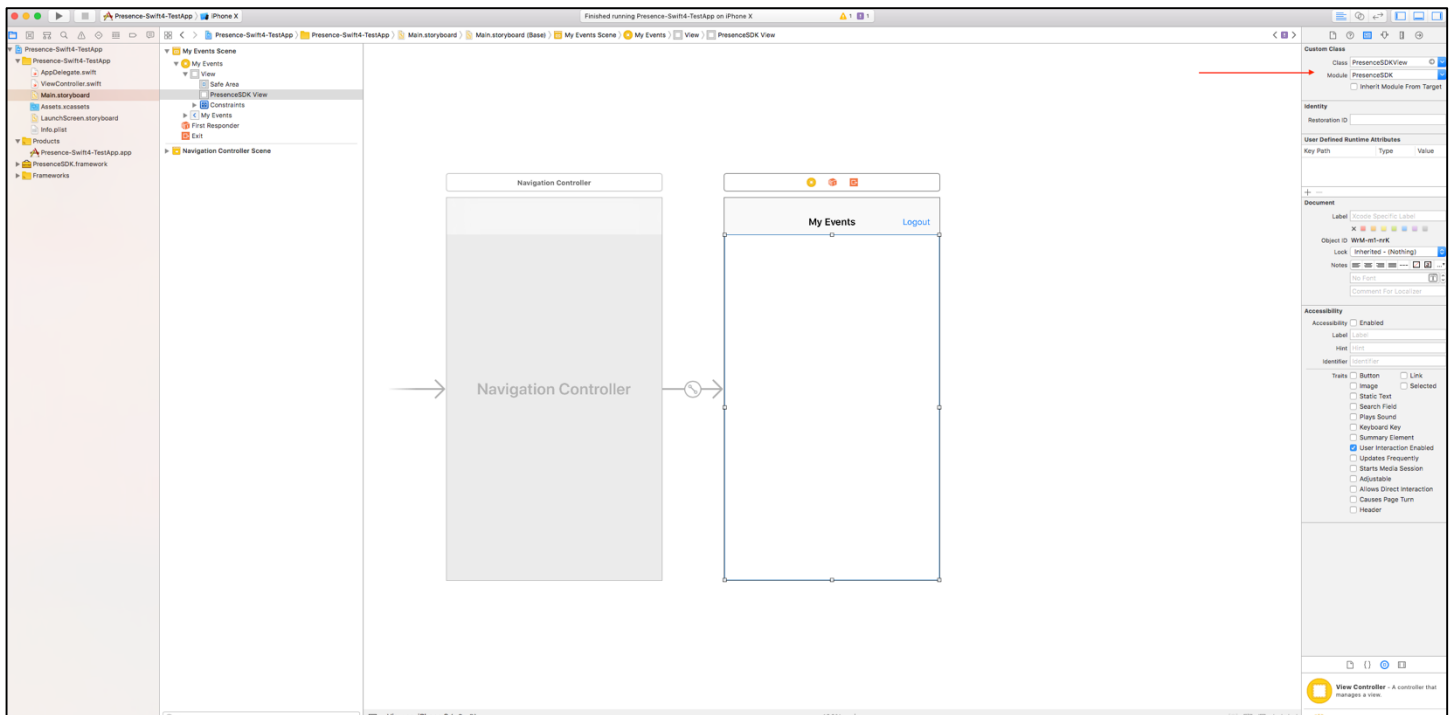 Presence-Swift4-TestApp iPhone X
Finished running Presence-Swift4-TestApp on iPhone X
1 1
Presence-Swift4-TestApp Presence-Swift4-TestApp Main.storyboard Main.storyboard (Base) My Events Scene My Events View PresenceSDK View
Presence-Swift4-TestApp
Presence-Swift4-TestApp
AppDelegate.swift
ViewController.swift
Main.storyboard
Assets.xcassets
LaunchScreen.storyboard
Info.plist
Products
Presence-Swift4-TestApp.app
PresenceSDK.framework
Frameworks
My Events Scene
My Events
View
Safe Area
PresenceSDK View
Constraints
My Events
First Responder
Exit
Navigation Controller Scene
Navigation Controller
Navigation Controller
My Events Logout
Custom Class
Class PresenceSDKView
Module PresenceSDK
Inherit Module From Target
Identity
Restoration ID
User Defined Runtime Attributes
Key Path Type Value
Document
Label Xcode Specific Label
Object ID WrM-m1-nrK
Lock Inherited - (Nothing)
Notes
No Font
Comment For Localizer
Accessibility
Accessibility Enabled
Label Label
Hint Hint
Identifier Identifier
Traits Button Link
Image Selected
Static Text
Search Field
Plays Sound
Keyboard Key
Summary Element
User Interaction Enabled
Updates Frequently
Starts Media Session
Adjustable
Allows Direct Interaction
Causes Page Turn
Header
View Controller - A controller that
manages a view.